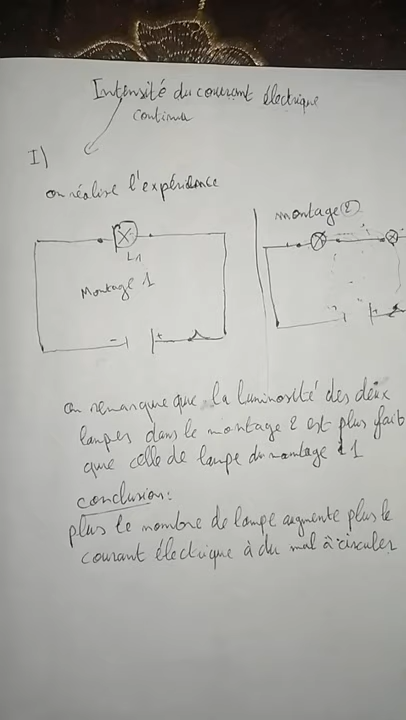 Intensité du courant électrique
continu
I)
on réalise l'expérience
montage(2)
L1
Montage 1
- +
- +
on remarque que la luminosité des deux
lampes dans le montage 2 est plus faib
que celle de lampe du montage 1
conclusion:
plus le nombre de lampe augmente plus le
courant électrique à du mal à circuler